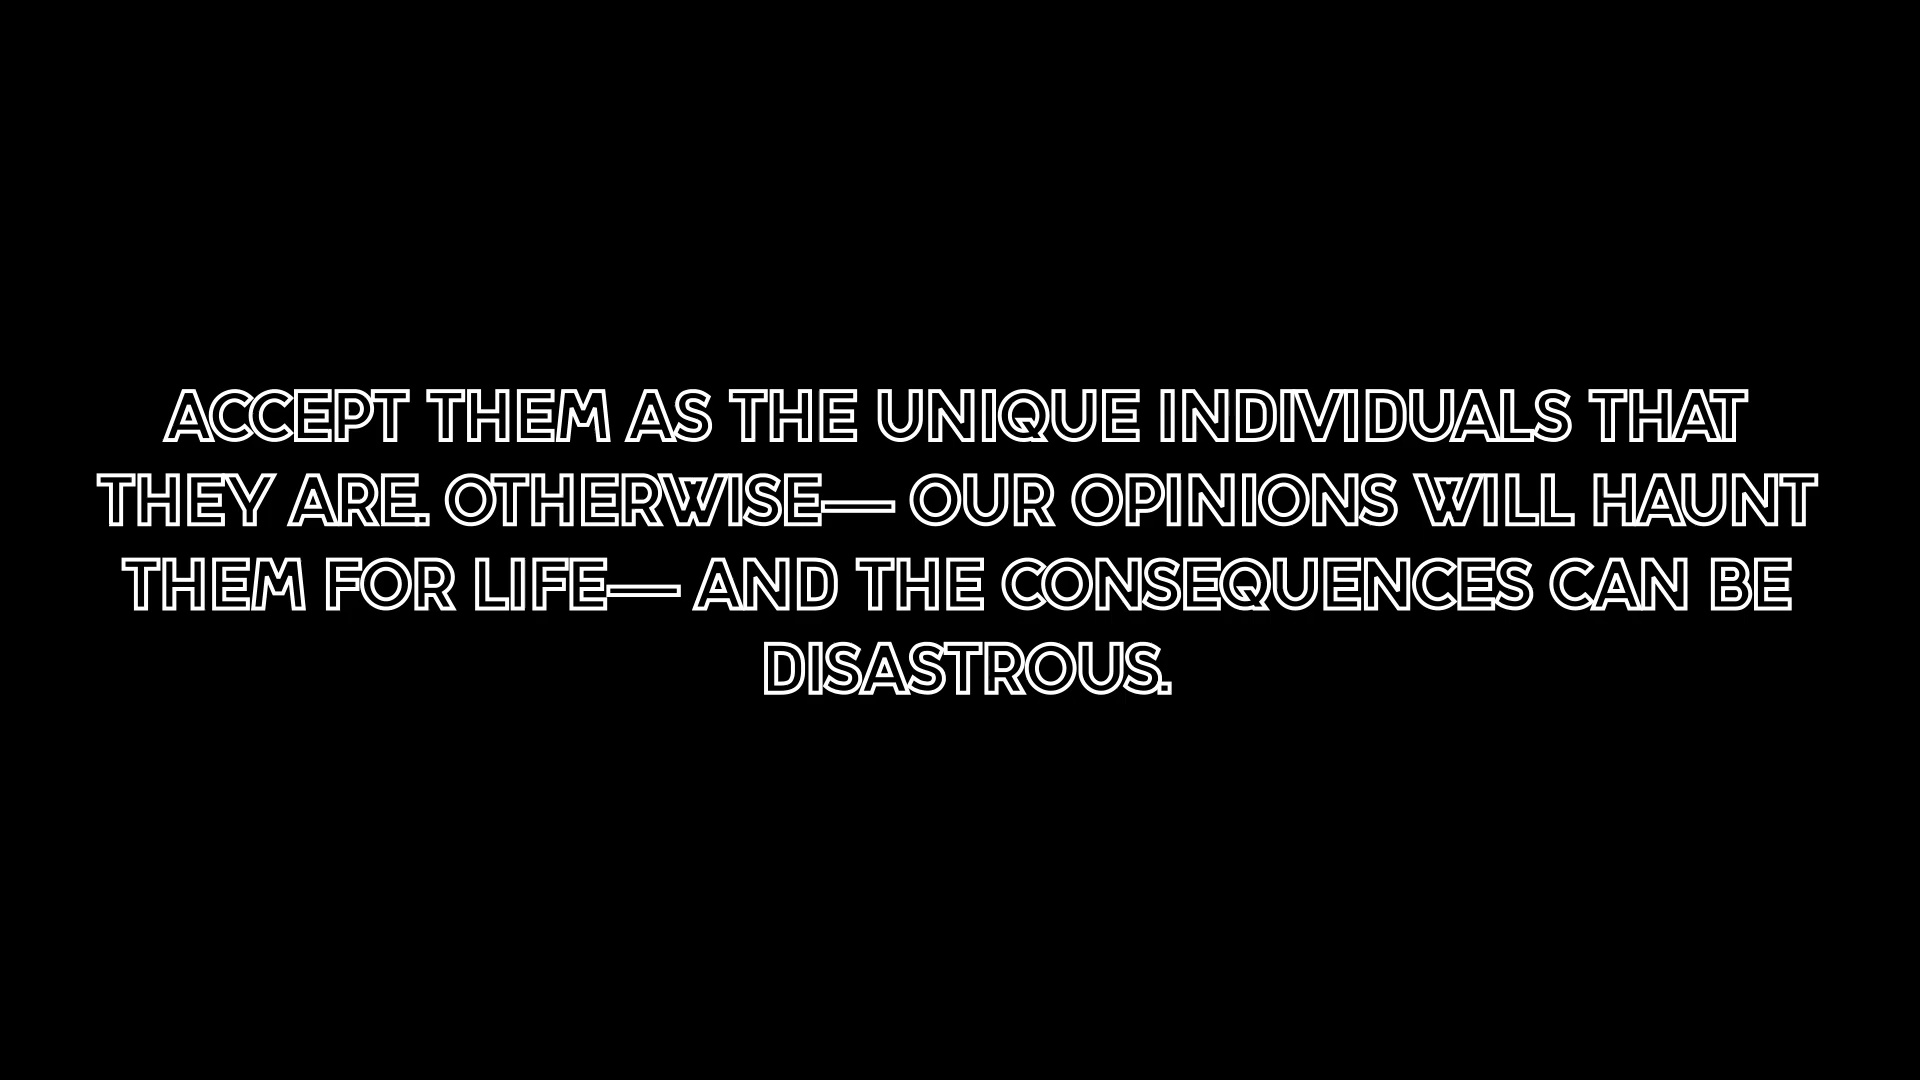 ACCEPT THEM AS THE UNIQUE INDIVIDUALS THAT
THEY ARE. OTHERWISE— OUR OPINIONS WILL HAUNT
THEM FOR LIFE— AND THE CONSEQUENCES CAN BE
DISASTROUS.